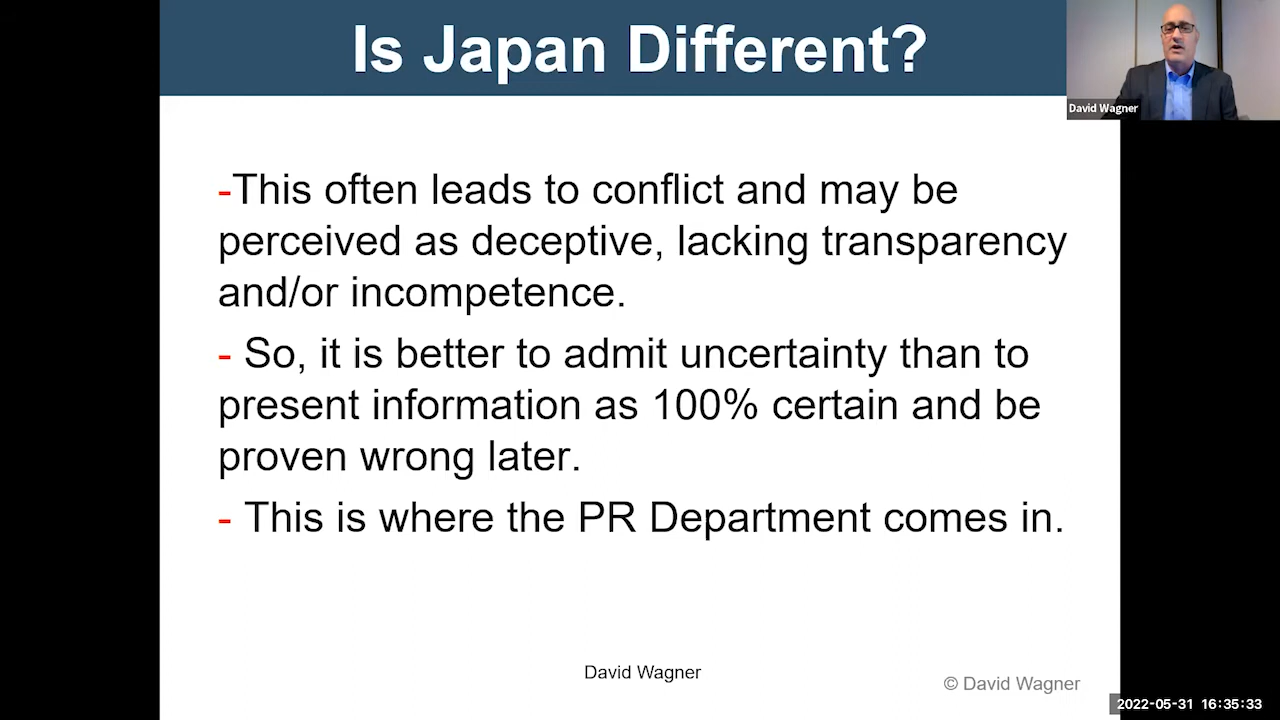 Is Japan Different?
David Wagner
-This often leads to conflict and may be
perceived as deceptive, lacking transparency
and/or incompetence.
- So, it is better to admit uncertainty than to
present information as 100% certain and be
proven wrong later.
- This is where the PR Department comes in.
David Wagner
© David Wagner
2022-05-31 16:35:33